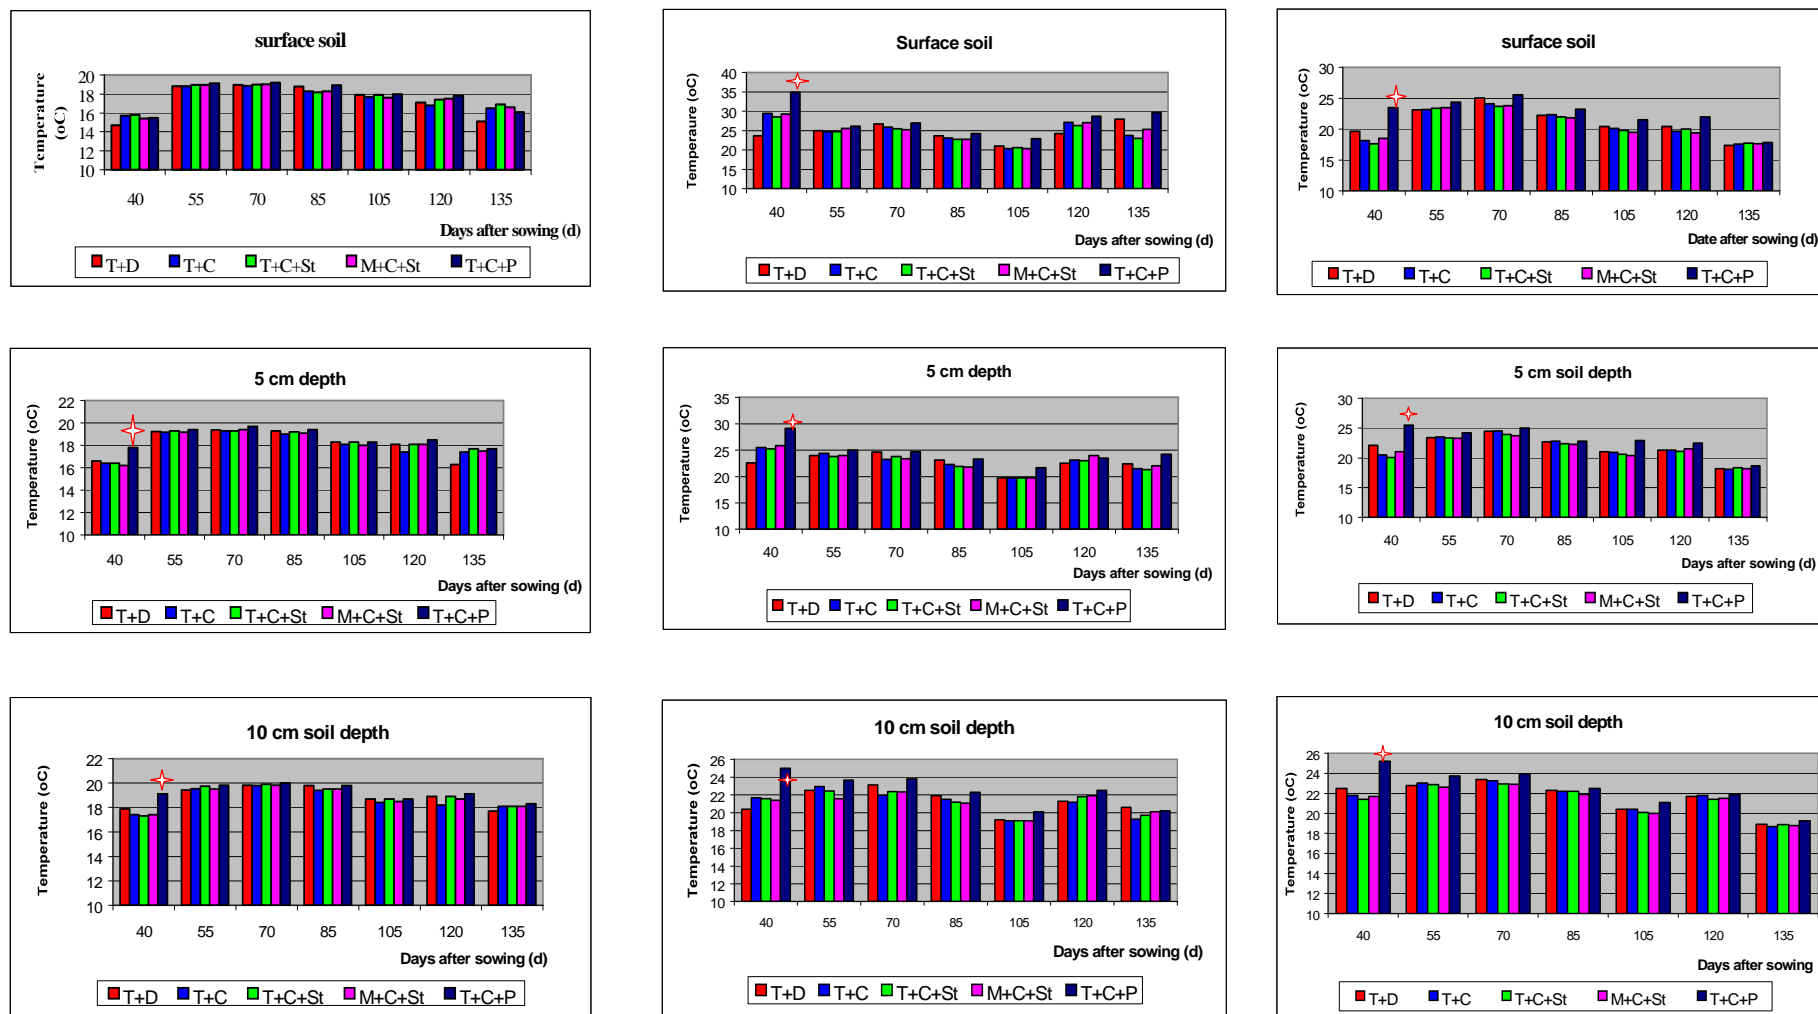 surface soil
Temperature
(oC)
20
18
16
14
12
10
40 55 70 85 105 120 135
Days after sowing (d)
T+D T+C T+C+St M+C+St T+C+P
Surface soil
Temperaure (oC)
40
35
30
25
20
15
10
40 55 70 85 105 120 135
Days after sowing (d)
T+D T+C T+C+St M+C+St T+C+P
surface soil
Temperature (oC)
30
25
20
15
10
40 55 70 85 105 120 135
Date after sowing (d)
T+D T+C T+C+St M+C+St T+C+P
5 cm depth
Temperature (oC)
22
20
18
16
14
12
10
40 55 70 85 105 120 135
Days after sowing (d)
T+D T+C T+C+St M+C+St T+C+P
5 cm depth
Temperature (oC)
35
30
25
20
15
10
40 55 70 85 105 120 135
Days after sowing (d)
T+D T+C T+C+St M+C+St T+C+P
5 cm soil depth
Temperature (oC)
30
25
20
15
10
40 55 70 85 105 120 135
Days after sowing (d)
T+D T+C T+C+St M+C+St T+C+P
10 cm soil depth
Temperature (oC)
22
20
18
16
14
12
10
40 55 70 85 105 120 135
Days after sowing (d)
T+D T+C T+C+St M+C+St T+C+P
10 cm soil depth
Temperature (oC)
26
24
22
20
18
16
14
12
10
40 55 70 85 105 120 135
Days after sowing (d)
T+D T+C T+C+St M+C+St T+C+P
10 cm soil depth
Temperature (oC)
26
24
22
20
18
16
14
12
10
40 55 70 85 105 120 135
Days after sowing
T+D T+C T+C+St M+C+St T+C+P